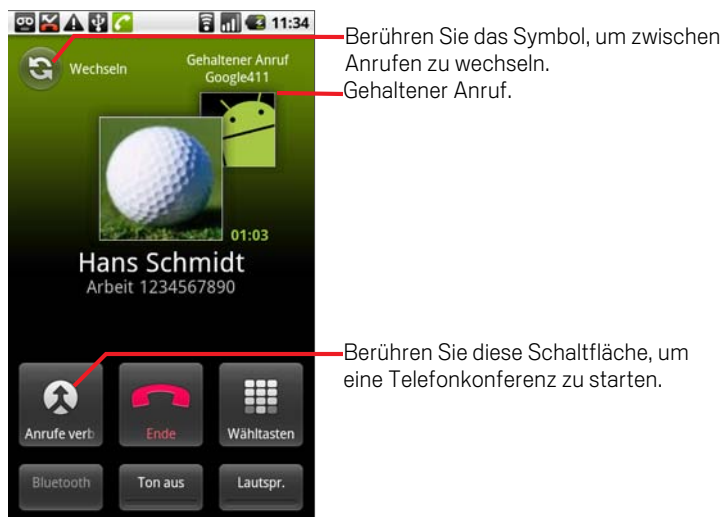 11:34
Wechseln
Gehaltener Anruf
Google411
01:03
Hans Schmidt
Arbeit 1234567890
Anrufe verb
Ende
Wähltasten
Bluetooth
Ton aus
Lautspr.
Berühren Sie das Symbol, um zwischen
Anrufen zu wechseln.
Gehaltener Anruf.
Berühren Sie diese Schaltfläche, um
eine Telefonkonferenz zu starten.